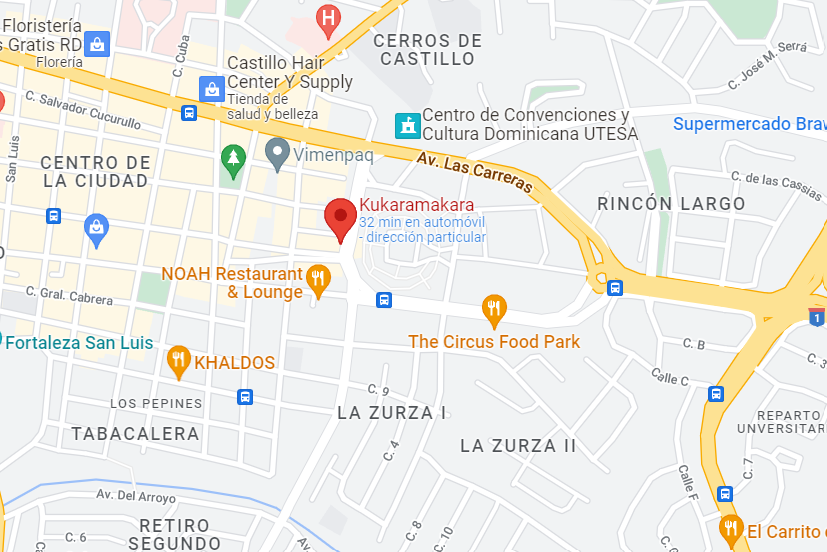 Floristería
s Gratis RD
Florería
H
C. Cuba
CERROS DE
CASTILLO
C. José M. Serrá
Castillo Hair
Center Y Supply
Tienda de
salud y belleza
C. Salvador Cucurullo
Centro de Convenciones y
Cultura Dominicana UTESA
Supermercado Brav
San Luis
CENTRO DE
LA CIUDAD
Vimenpaq
Av. Las Carreras
C. de las Cassias
RINCÓN LARGO
Kukaramakara
32 min en automóvil
- dirección particular
O
NOAH Restaurant
& Lounge
C. Gral. Cabrera
1
Fortaleza San Luis
KHALDOS
The Circus Food Park
C. B
C. 3
Calle C
LOS PEPINES
C. 9
TABACALERA
LA ZURZA I
C. 4
LA ZURZA II
REPARTO
UNVERSITAR
C. 7
Calle F
Av. Del Arroyo
RETIRO
SEGUNDO
C. 6
C. 8
C. 10
El Carrito d